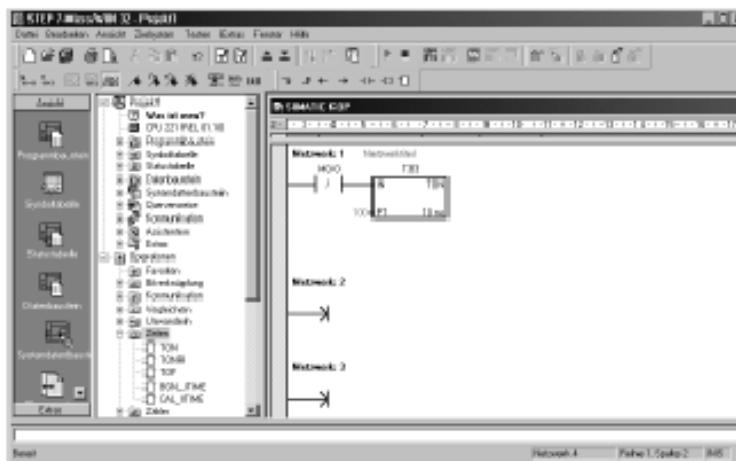 STEP 7-Micro/WIN 32 - Projekt1
Datei Bearbeiten Ansicht Zielsystem Testen Extras Fenster Hilfe
Ansicht
Programmbaustein
Symboltabelle
Statustabelle
Datenbaustein
Systemdatenbaustein
Extras
Projekt1
Was ist neu?
CPU 221 REL 01.10
Programmbaustein
Symboltabelle
Statustabelle
Datenbaustein
Systemdatenbaustein
Querverweise
Kommunikation
Assistenten
Extras
Operationen
Favoriten
Bitverknüpfung
Kommunikation
Vergleichen
Umwandeln
Zeiten
TON
TONR
TOF
BGN_ITIME
CAL_ITIME
Zähler
SIMATIC KOP
Netzwerk 1 Netzwerktitel
M0.0
/
IN TON
PT 10 ms
Netzwerk 2
Netzwerk 3
Bereit
Netzwerk 4
Reihe 1, Spalte 2